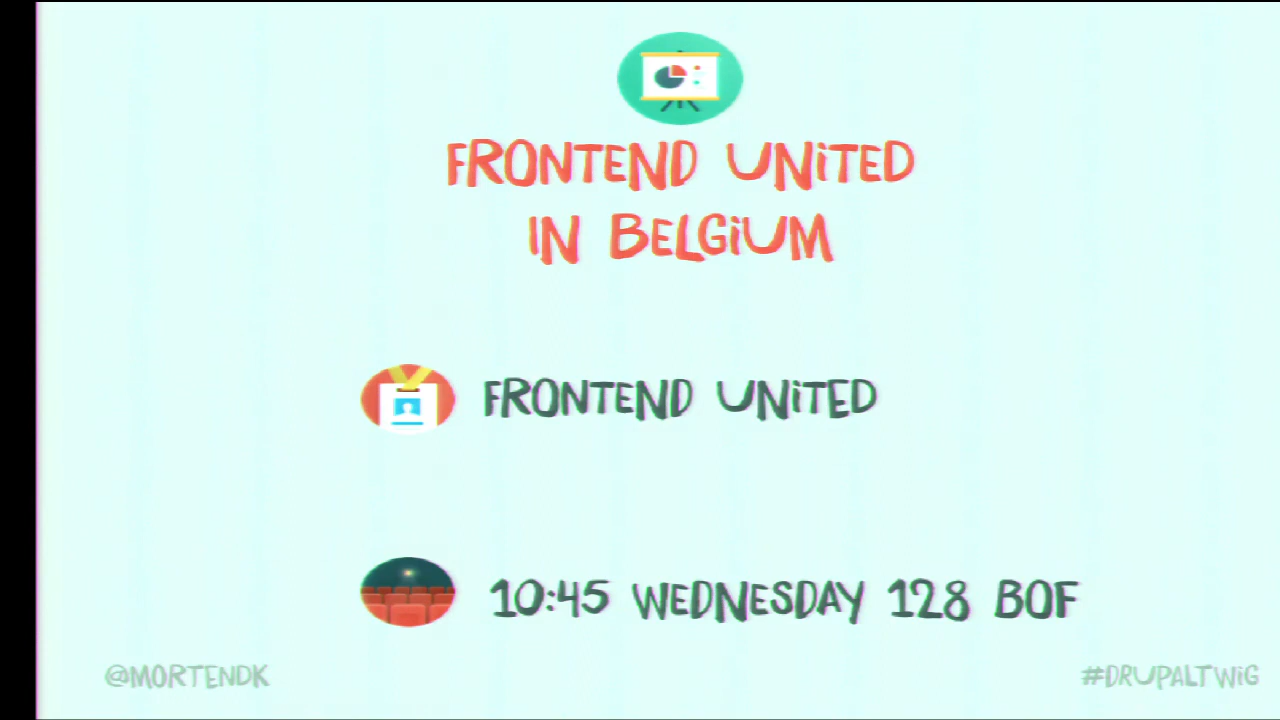 FRONTEND UNITED
IN BELGIUM
FRONTEND UNITED
10:45 WEDNESDAY 128 BOF
@MORTENDK
#DRUPALTWIG